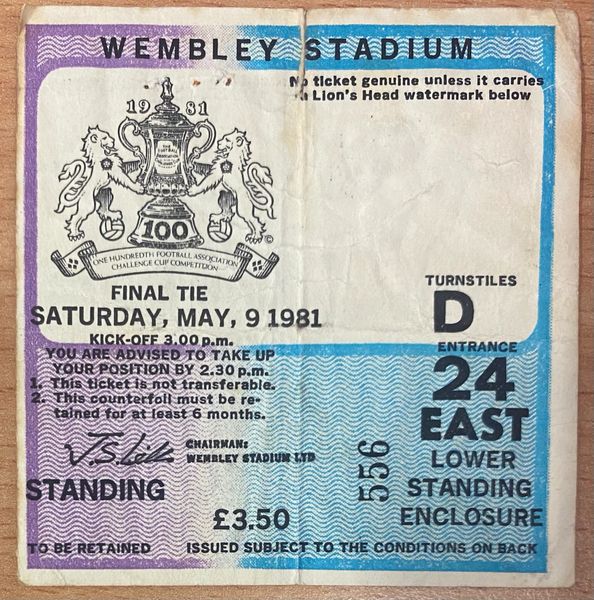 WEMBLEY STADIUM
No ticket genuine unless it carries
a Lion's Head watermark below
1981
THE
FOOTBALL
ASSOCIATION
100
ONE HUNDREDTH FOOTBALL ASSOCIATION
CHALLENGE CUP COMPETITION
©
FINAL TIE
SATURDAY, MAY, 9 1981
KICK-OFF 3.00 p.m.
YOU ARE ADVISED TO TAKE UP
YOUR POSITION BY 2.30 p.m.
1. This ticket is not transferable.
2. This counterfoil must be re-
tained for at least 6 months.
CHAIRMAN:
WEMBLEY STADIUM LTD
STANDING
£3.50
TURNSTILES
D
ENTRANCE
24
EAST
LOWER
STANDING
ENCLOSURE
556
TO BE RETAINED ISSUED SUBJECT TO THE CONDITIONS ON BACK